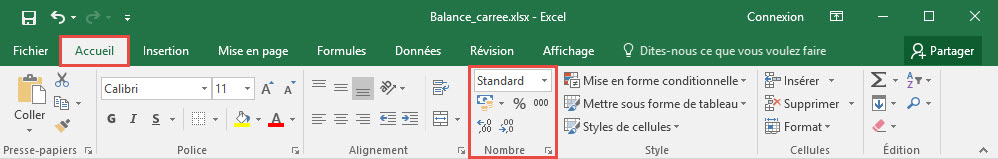 Balance_carree.xlsx - Excel
Connexion
Fichier Accueil Insertion Mise en page Formules Données Révision Affichage Dites-nous ce que vous voulez faire Partager
Coller
Calibri 11
G I S A A
Standard
% 000
,00 ,00
Mise en forme conditionnelle
Mettre sous forme de tableau
Styles de cellules
Insérer
Supprimer
Format
Presse-papiers Police Alignement Nombre Style Cellules